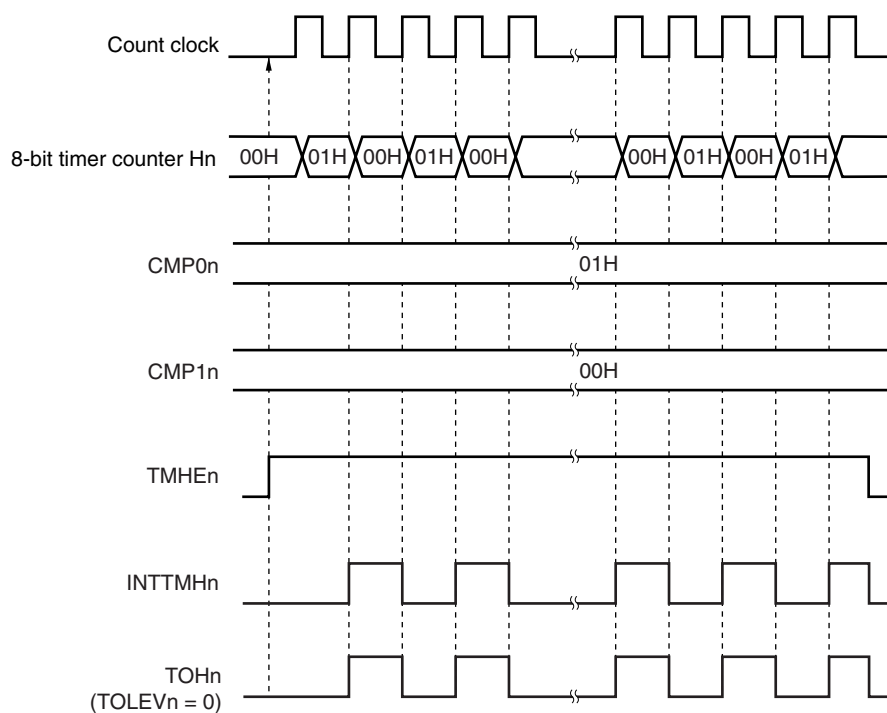 Count clock
8-bit timer counter Hn 00H 01H 00H 01H 00H 00H 01H 00H 01H
CMP0n 01H
CMP1n 00H
TMHEn
INTTMHn
TOHn
(TOLEVn = 0)